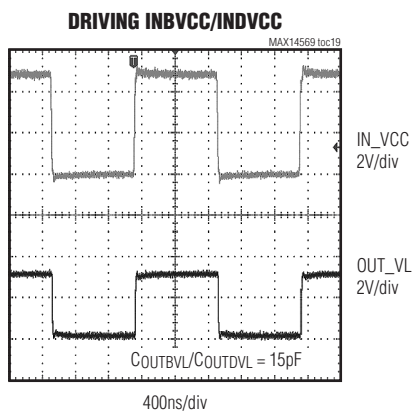 DRIVING INBVCC/INDVCC
MAX14569 toc19
T
IN_VCC
2V/div
OUT_VL
2V/div
COUTBVL/COUTDVL = 15pF
400ns/div